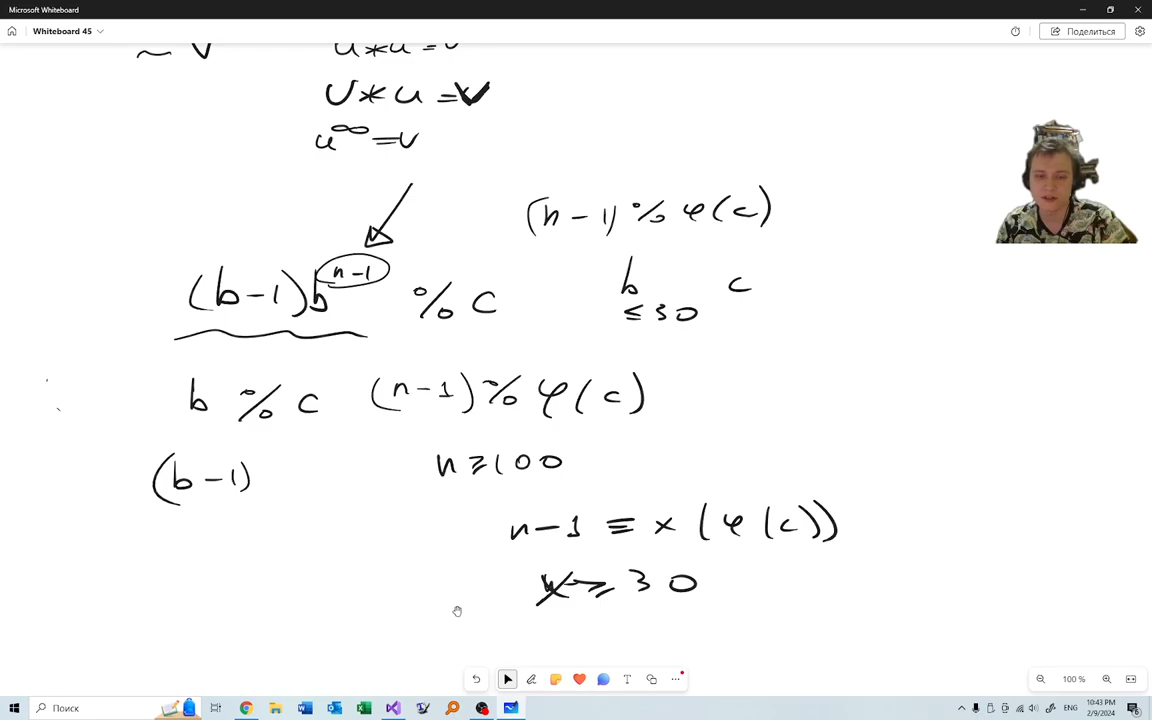 Microsoft Whiteboard
Whiteboard 45
Поделиться
~ V
u*u = v
U*u = V
u^∞ = v
(n-1) % φ(c)
(b-1)b^(n-1) % C
b c
≤ 30
b % c (n-1) % φ(c)
(b-1)
n ≥ 100
n-1 ≡ x (φ(c))
≥ 30
100 %
Поиск
ENG
10:43 PM
2/9/2024